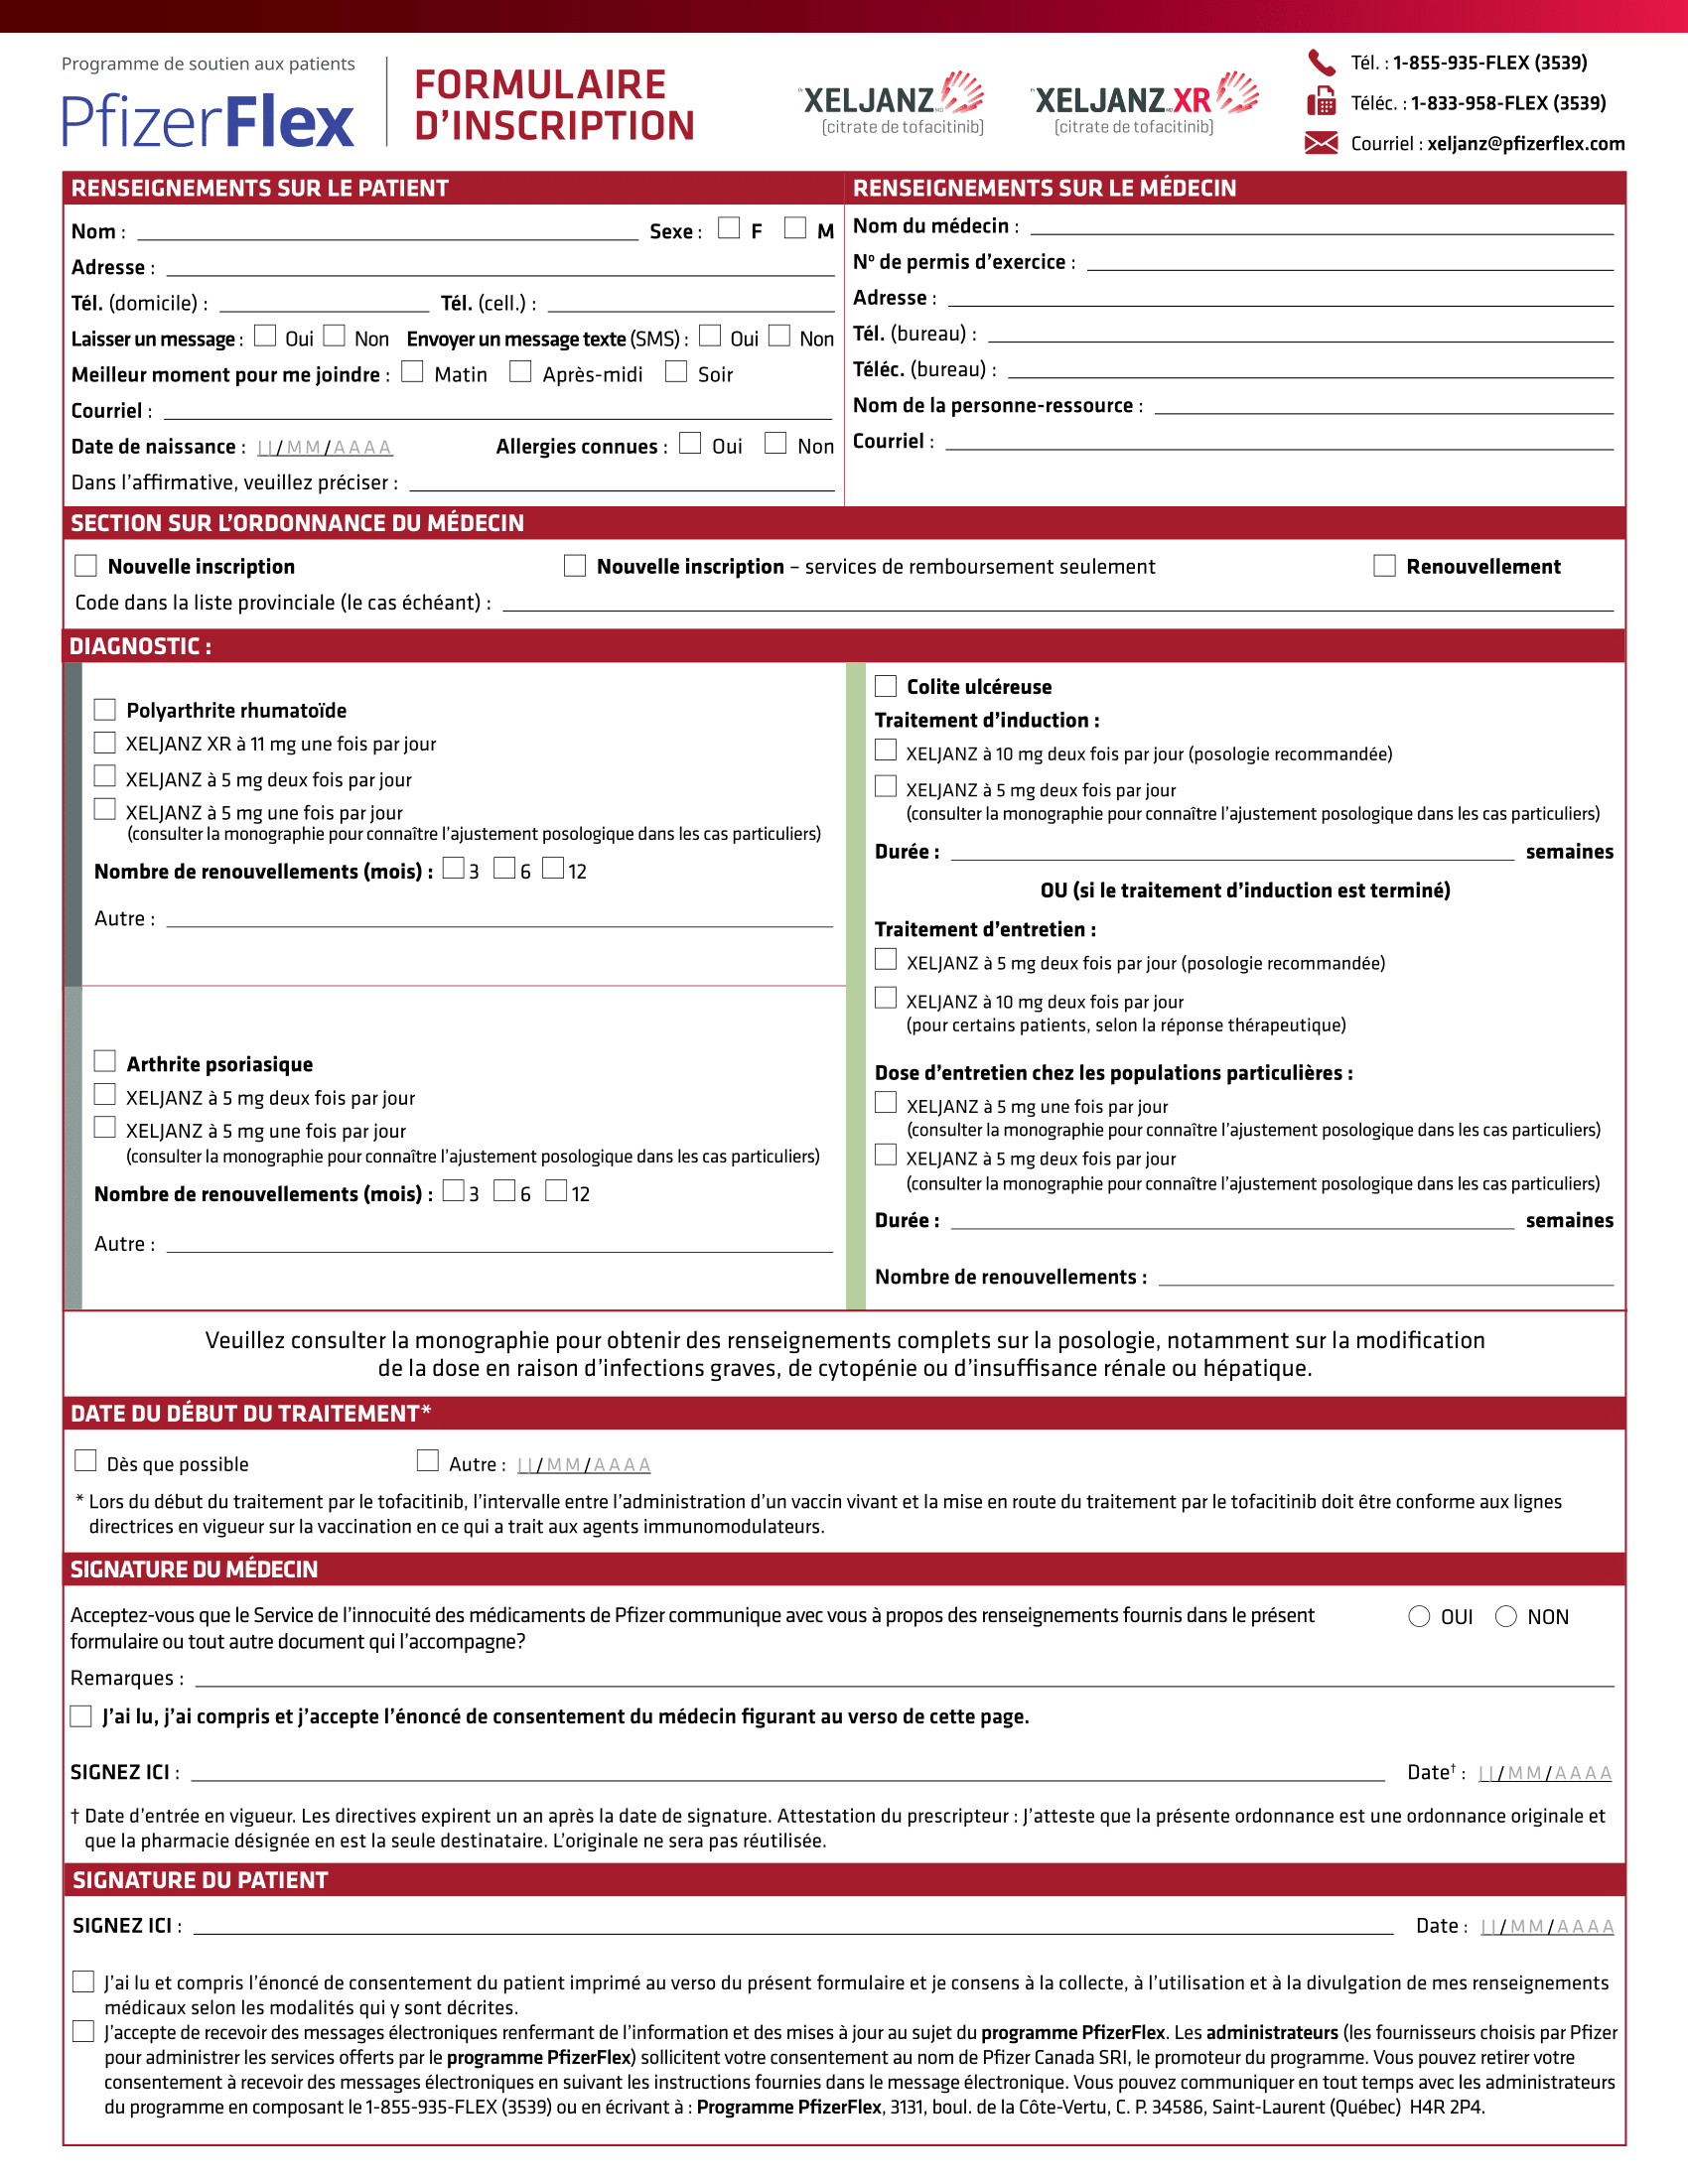 Programme de soutien aux patients
PfizerFlex
FORMULAIRE
D’INSCRIPTION
Pr XELJANZ MD
(citrate de tofacitinib)
Pr XELJANZ MD XR
(citrate de tofacitinib)
Tél. : 1-855-935-FLEX (3539)
Téléc. : 1-833-958-FLEX (3539)
Courriel : xeljanz@pfizerflex.com
RENSEIGNEMENTS SUR LE PATIENT
Nom : Sexe : F M
Adresse :
Tél. (domicile) : Tél. (cell.) :
Laisser un message : Oui Non Envoyer un message texte (SMS) : Oui Non
Meilleur moment pour me joindre : Matin Après-midi Soir
Courriel :
Date de naissance : JJ/MM/AAAA Allergies connues : Oui Non
Dans l’affirmative, veuillez préciser :
RENSEIGNEMENTS SUR LE MÉDECIN
Nom du médecin :
Nº de permis d’exercice :
Adresse :
Tél. (bureau) :
Téléc. (bureau) :
Nom de la personne-ressource :
Courriel :
SECTION SUR L’ORDONNANCE DU MÉDECIN
Nouvelle inscription Nouvelle inscription – services de remboursement seulement Renouvellement
Code dans la liste provinciale (le cas échéant) :
DIAGNOSTIC :
Polyarthrite rhumatoïde
XELJANZ XR à 11 mg une fois par jour
XELJANZ à 5 mg deux fois par jour
XELJANZ à 5 mg une fois par jour
(consulter la monographie pour connaître l’ajustement posologique dans les cas particuliers)
Nombre de renouvellements (mois) : 3 6 12
Autre :
Arthrite psoriasique
XELJANZ à 5 mg deux fois par jour
XELJANZ à 5 mg une fois par jour
(consulter la monographie pour connaître l’ajustement posologique dans les cas particuliers)
Nombre de renouvellements (mois) : 3 6 12
Autre :
Colite ulcéreuse
Traitement d’induction :
XELJANZ à 10 mg deux fois par jour (posologie recommandée)
XELJANZ à 5 mg deux fois par jour
(consulter la monographie pour connaître l’ajustement posologique dans les cas particuliers)
Durée : semaines
OU (si le traitement d’induction est terminé)
Traitement d’entretien :
XELJANZ à 5 mg deux fois par jour (posologie recommandée)
XELJANZ à 10 mg deux fois par jour
(pour certains patients, selon la réponse thérapeutique)
Dose d’entretien chez les populations particulières :
XELJANZ à 5 mg une fois par jour
(consulter la monographie pour connaître l’ajustement posologique dans les cas particuliers)
XELJANZ à 5 mg deux fois par jour
(consulter la monographie pour connaître l’ajustement posologique dans les cas particuliers)
Durée : semaines
Nombre de renouvellements :
Veuillez consulter la monographie pour obtenir des renseignements complets sur la posologie, notamment sur la modification
de la dose en raison d’infections graves, de cytopénie ou d’insuffisance rénale ou hépatique.
DATE DU DÉBUT DU TRAITEMENT*
Dès que possible Autre : JJ/MM/AAAA
* Lors du début du traitement par le tofacitinib, l’intervalle entre l’administration d’un vaccin vivant et la mise en route du traitement par le tofacitinib doit être conforme aux lignes
directrices en vigueur sur la vaccination en ce qui a trait aux agents immunomodulateurs.
SIGNATURE DU MÉDECIN
Acceptez-vous que le Service de l’innocuité des médicaments de Pfizer communique avec vous à propos des renseignements fournis dans le présent
formulaire ou tout autre document qui l’accompagne?
OUI NON
Remarques :
J’ai lu, j’ai compris et j’accepte l’énoncé de consentement du médecin figurant au verso de cette page.
SIGNEZ ICI : Date† : JJ/MM/AAAA
† Date d’entrée en vigueur. Les directives expirent un an après la date de signature. Attestation du prescripteur : J’atteste que la présente ordonnance est une ordonnance originale et
que la pharmacie désignée en est la seule destinataire. L’originale ne sera pas réutilisée.
SIGNATURE DU PATIENT
SIGNEZ ICI : Date : JJ/MM/AAAA
J’ai lu et compris l’énoncé de consentement du patient imprimé au verso du présent formulaire et je consens à la collecte, à l’utilisation et à la divulgation de mes renseignements
médicaux selon les modalités qui y sont décrites.
J’accepte de recevoir des messages électroniques renfermant de l’information et des mises à jour au sujet du programme PfizerFlex. Les administrateurs (les fournisseurs choisis par Pfizer
pour administrer les services offerts par le programme PfizerFlex) sollicitent votre consentement au nom de Pfizer Canada SRI, le promoteur du programme. Vous pouvez retirer votre
consentement à recevoir des messages électroniques en suivant les instructions fournies dans le message électronique. Vous pouvez communiquer en tout temps avec les administrateurs
du programme en composant le 1-855-935-FLEX (3539) ou en écrivant à : Programme PfizerFlex, 3131, boul. de la Côte-Vertu, C. P. 34586, Saint-Laurent (Québec) H4R 2P4.